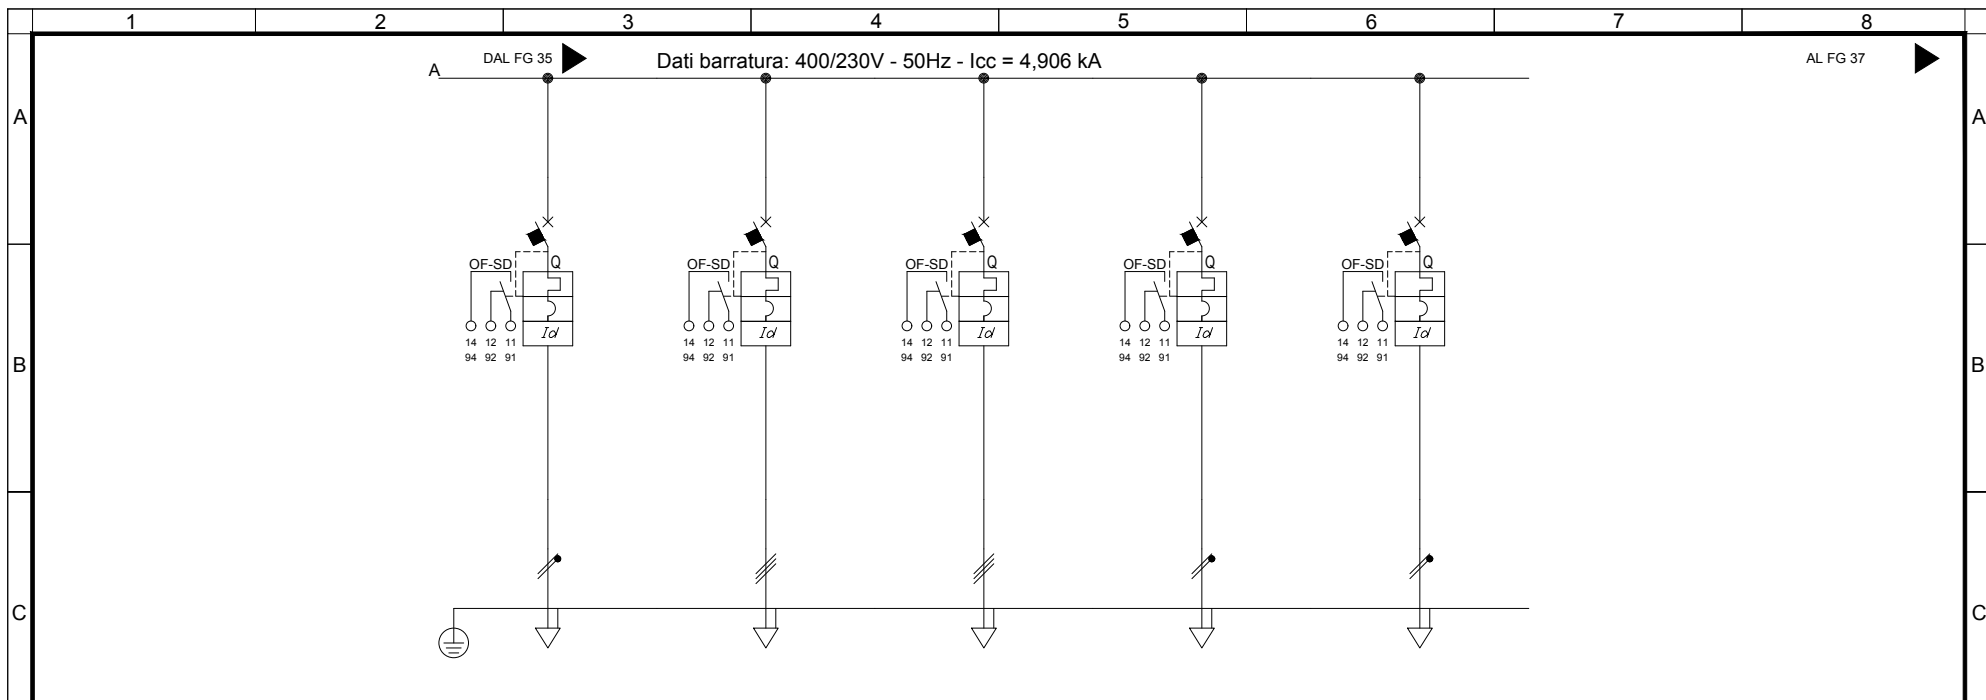 1 2 3 4 5 6 7 8
DAL FG 35 Dati barratura: 400/230V - 50Hz - Icc = 4,906 kA AL FG 37
A
A A
OF-SD Q OF-SD Q OF-SD Q OF-SD Q OF-SD Q
Id Id Id Id Id
14 12 11 14 12 11 14 12 11 14 12 11 14 12 11
94 92 91 94 92 91 94 92 91 94 92 91 94 92 91
B B
C C